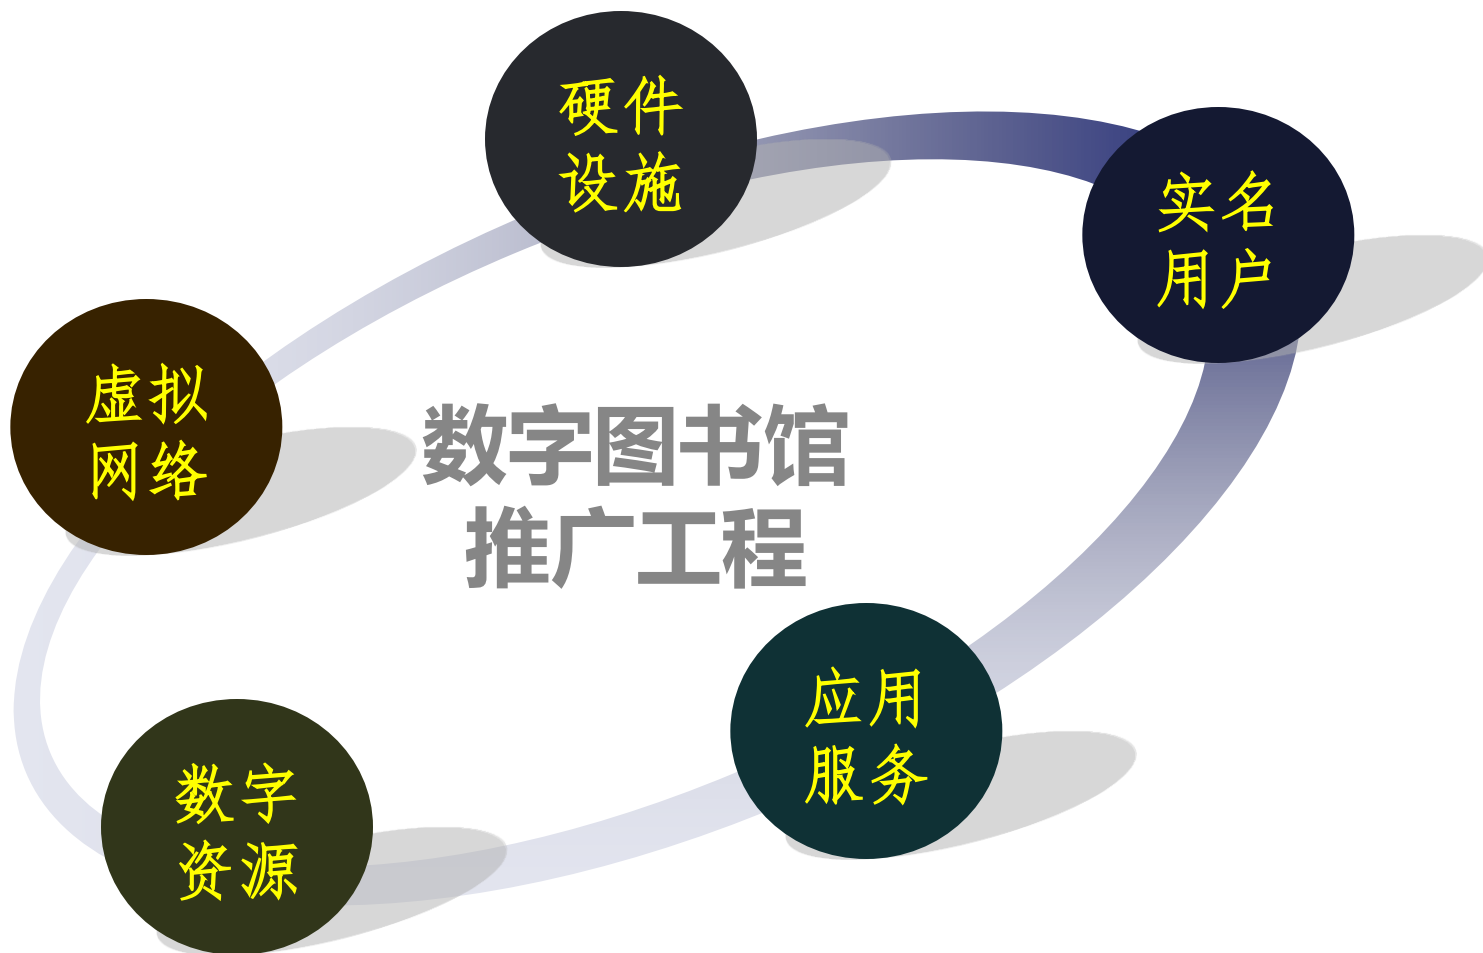 硬件
设施
实名
用户
虚拟
网络
数字图书馆
推广工程
应用
服务
数字
资源